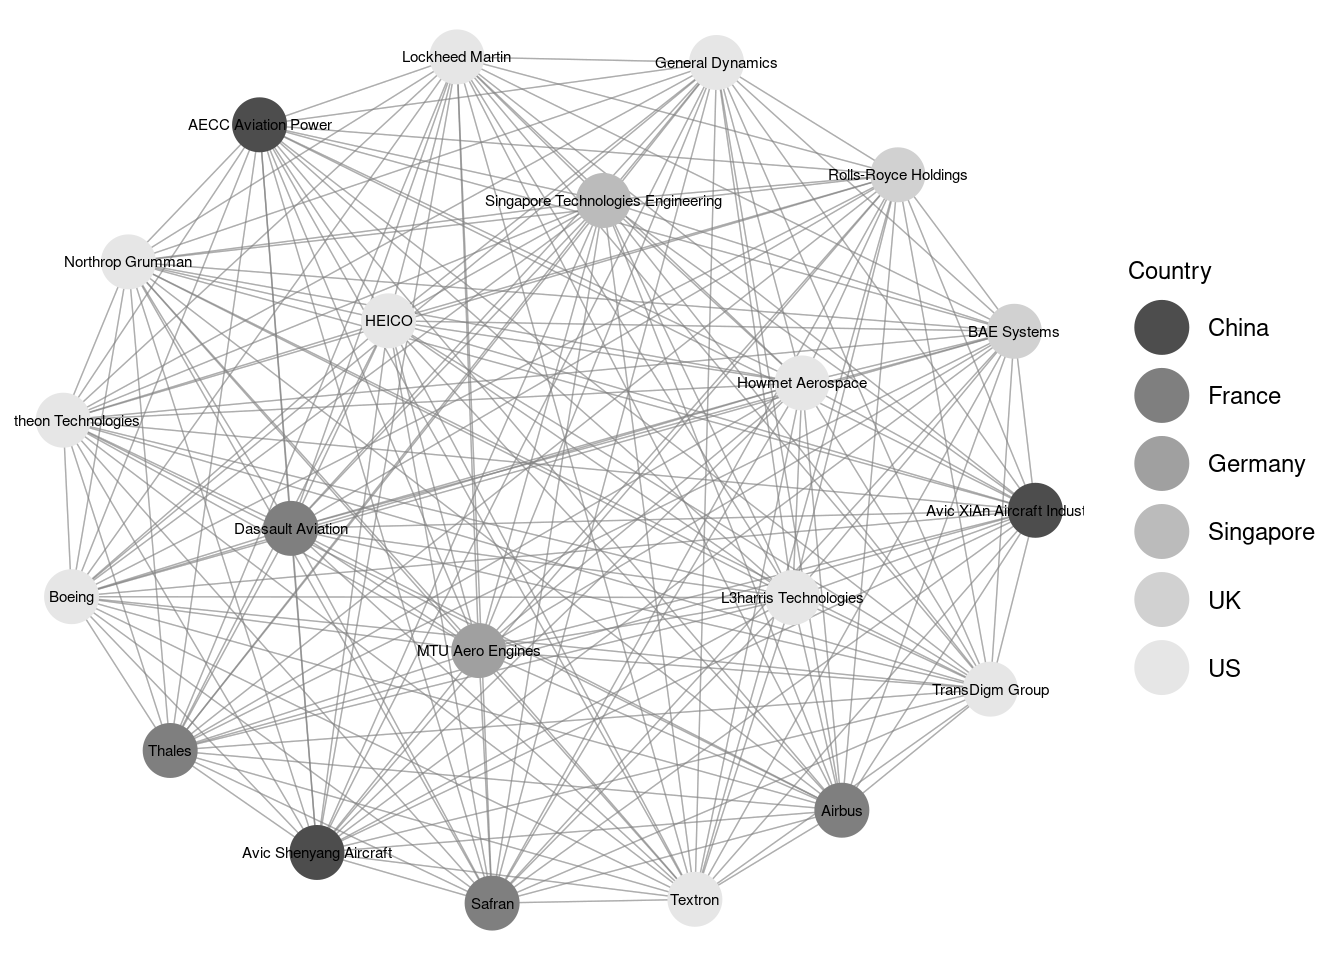 Lockheed Martin
General Dynamics
AECC Aviation Power
Rolls-Royce Holdings
Singapore Technologies Engineering
Northrop Grumman
HEICO
BAE Systems
Howmet Aerospace
theon Technologies
Avic XiAn Aircraft Indust
Dassault Aviation
Boeing
L3harris Technologies
MTU Aero Engines
TransDigm Group
Thales
Airbus
Avic Shenyang Aircraft
Safran
Textron
Country
China
France
Germany
Singapore
UK
US